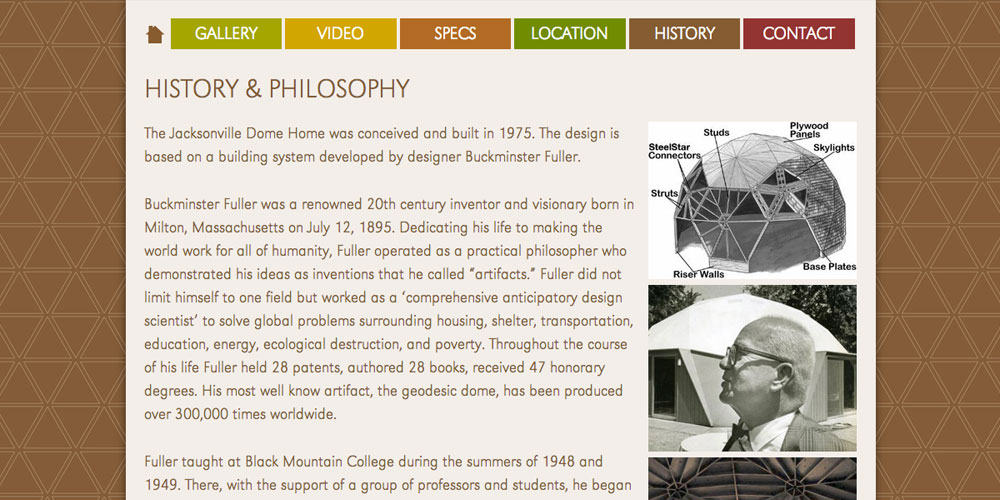 GALLERY VIDEO SPECS LOCATION HISTORY CONTACT
HISTORY & PHILOSOPHY
The Jacksonville Dome Home was conceived and built in 1975. The design is
based on a building system developed by designer Buckminster Fuller.
Buckminster Fuller was a renowned 20th century inventor and visionary born in
Milton, Massachusetts on July 12, 1895. Dedicating his life to making the
world work for all of humanity, Fuller operated as a practical philosopher who
demonstrated his ideas as inventions that he called “artifacts.” Fuller did not
limit himself to one field but worked as a ‘comprehensive anticipatory design
scientist’ to solve global problems surrounding housing, shelter, transportation,
education, energy, ecological destruction, and poverty. Throughout the course
of his life Fuller held 28 patents, authored 28 books, received 47 honorary
degrees. His most well know artifact, the geodesic dome, has been produced
over 300,000 times worldwide.
Fuller taught at Black Mountain College during the summers of 1948 and
1949. There, with the support of a group of professors and students, he began
Studs
Plywood
Panels
SteelStar
Connectors
Skylights
Struts
Riser Walls
Base Plates